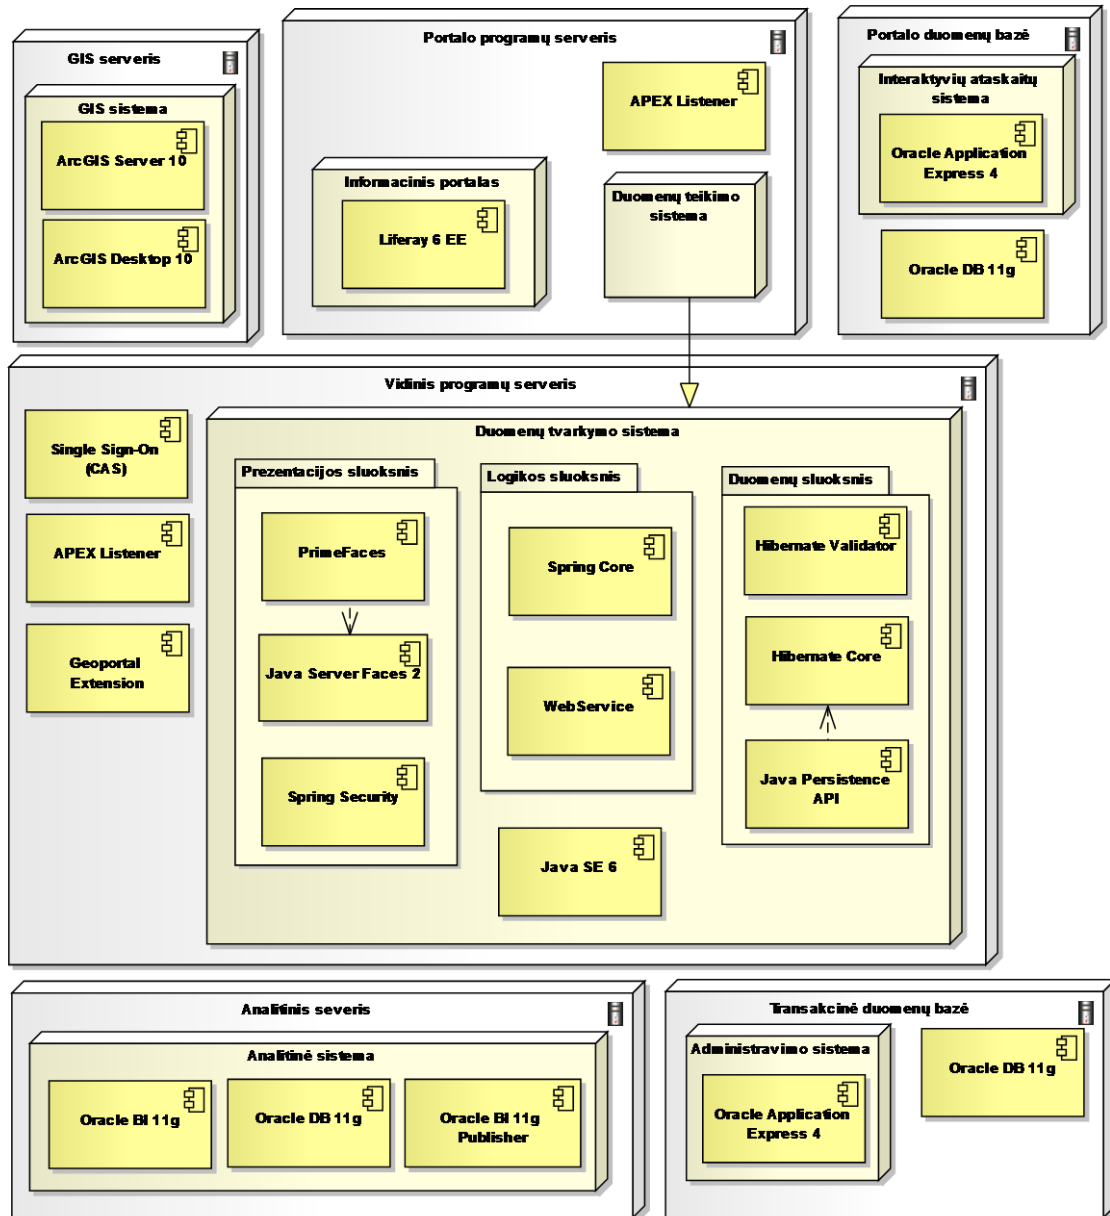 GIS serveris
GIS sistema
ArcGIS Server 10
ArcGIS Desktop 10
Portalo programų serveris
APEX Listener
Informacinis portalas
Liferay 6 EE
Duomenų teikimo
sistema
Portalo duomenų bazė
Interaktyvių ataskaitų
sistema
Oracle Application
Express 4
Oracle DB 11g
Vidinis programų serveris
Single Sign-On
(CAS)
APEX Listener
Geoportal
Extension
Duomenų tvarkymo sistema
Prezentacijos sluoksnis
PrimeFaces
Java Server Faces 2
Spring Security
Logikos sluoksnis
Spring Core
WebService
Java SE 6
Duomenų sluoksnis
Hibernate Validator
Hibernate Core
Java Persistence
API
Analitinis severis
Analitinė sistema
Oracle BI 11g
Oracle DB 11g
Oracle BI 11g
Publisher
Transakcinė duomenų bazė
Administravimo sistema
Oracle Application
Express 4
Oracle DB 11g